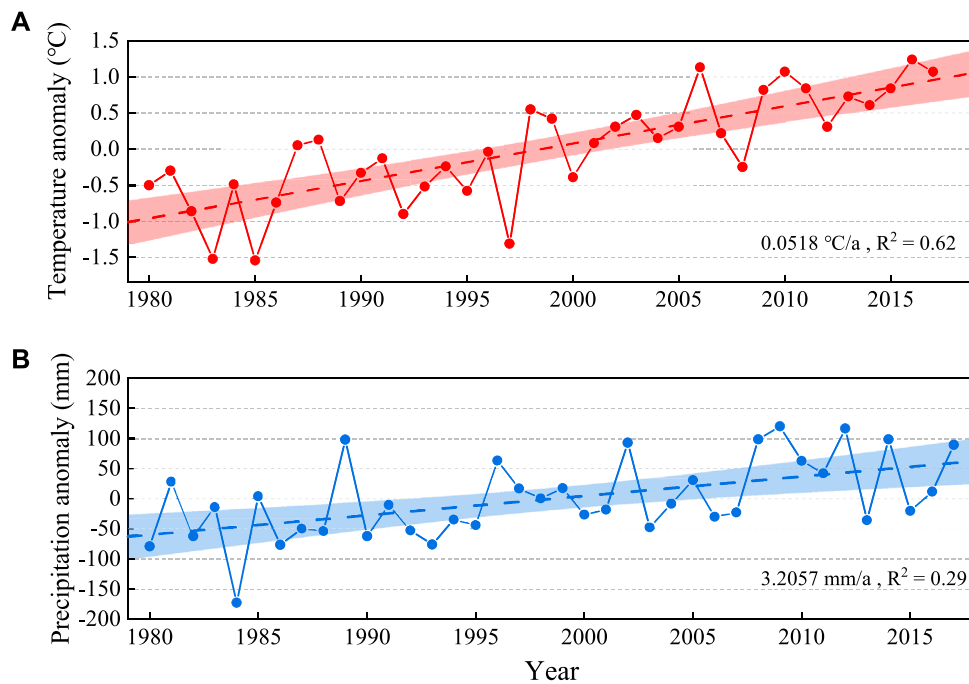 A
Temperature anomaly (°C)
1.5
1.0
0.5
0.0
-0.5
-1.0
-1.5
0.0518 °C/a , R² = 0.62
1980 1985 1990 1995 2000 2005 2010 2015
B
Precipitation anomaly (mm)
200
150
100
50
0
-50
-100
-150
-200
3.2057 mm/a , R² = 0.29
1980 1985 1990 1995 2000 2005 2010 2015
Year